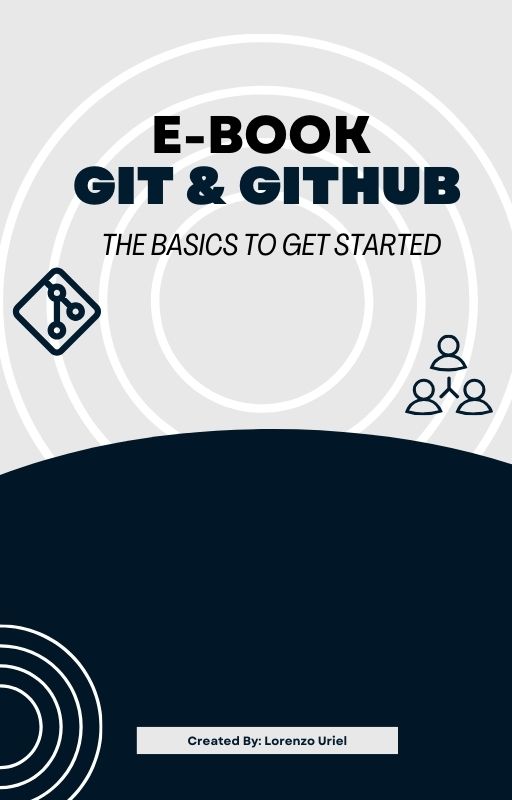 E-BOOK
GIT & GITHUB
THE BASICS TO GET STARTED
Created By: Lorenzo Uriel